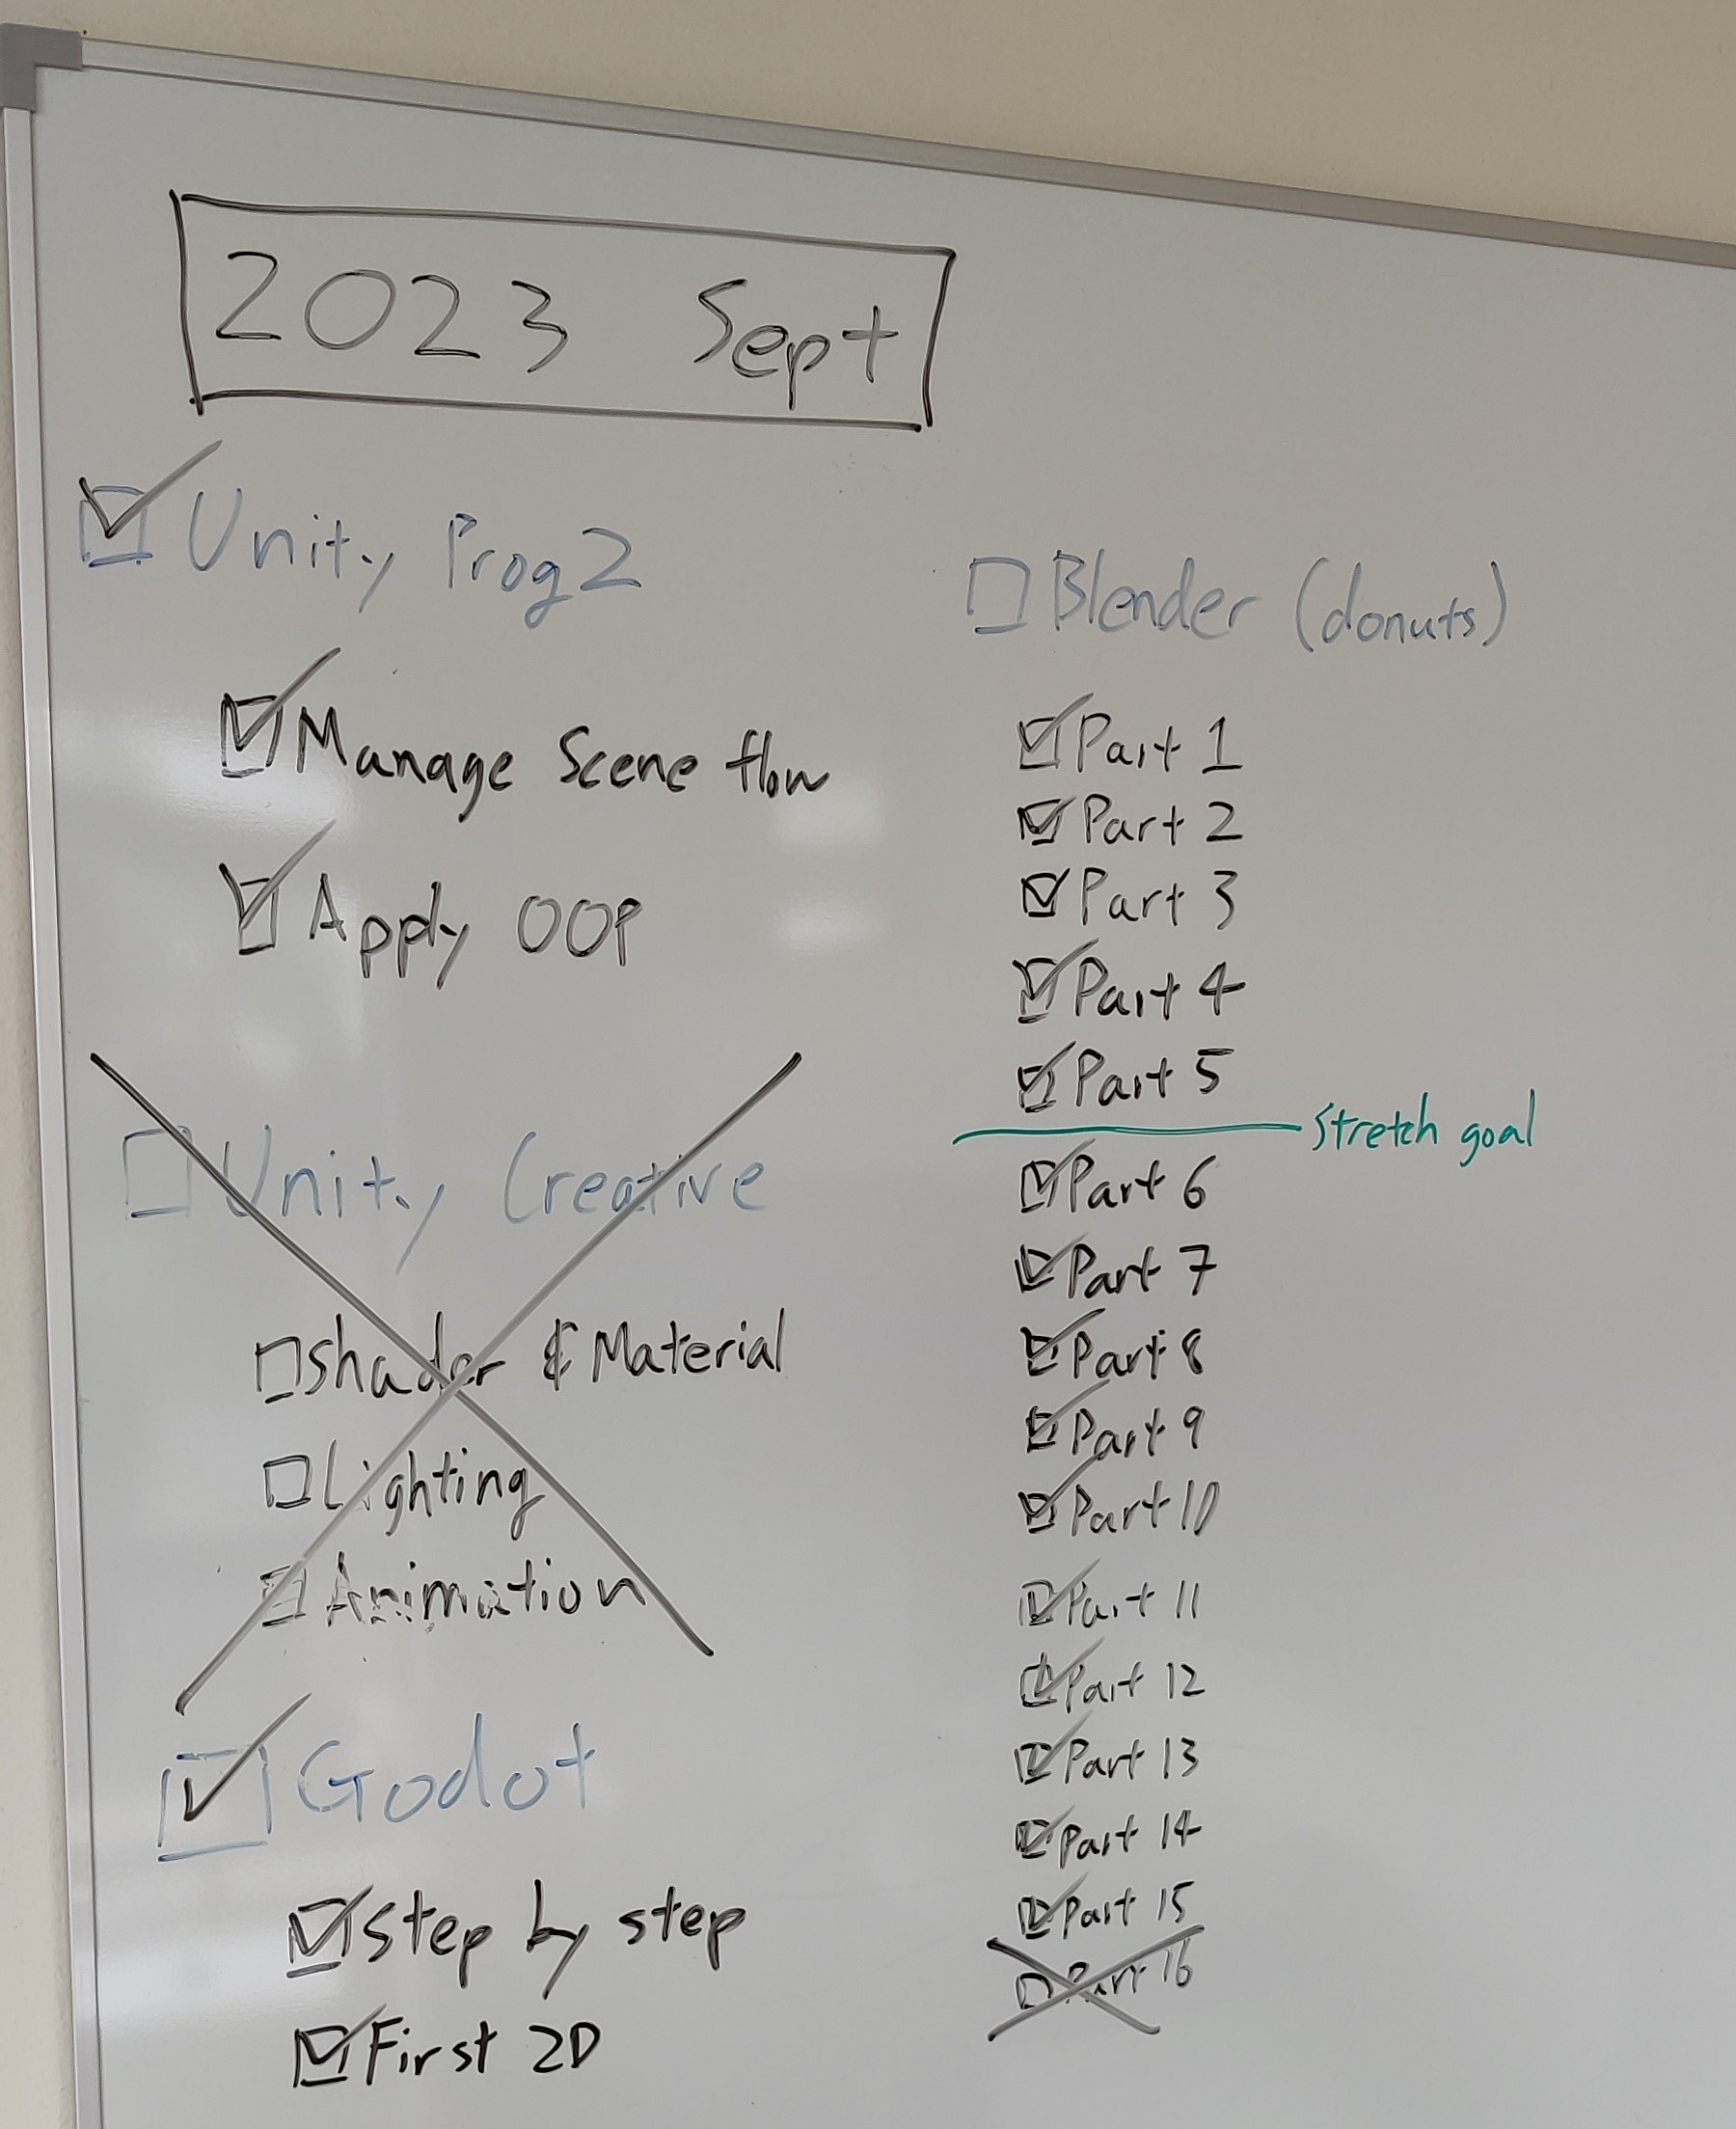 2023 Sept
Unity Prog2
Manage Scene flow
Apply OOP
Unity Creative
Shader & Material
Lighting
Animation
Godot
Step by step
First 2D
Blender (donuts)
Part 1
Part 2
Part 3
Part 4
Part 5
Stretch goal
Part 6
Part 7
Part 8
Part 9
Part 10
Part 11
Part 12
Part 13
Part 14
Part 15
Part 16